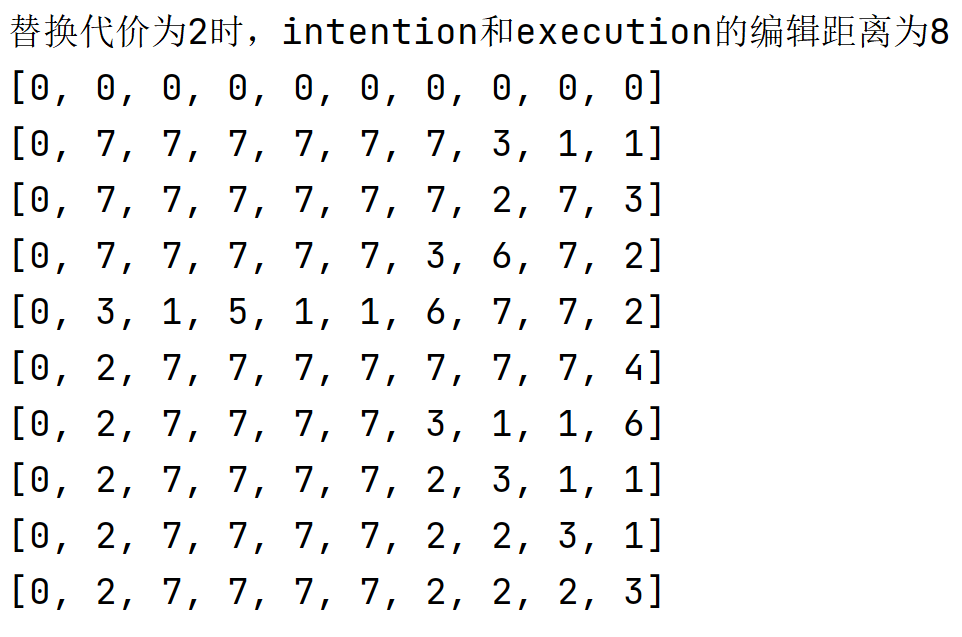 替换代价为2时，intention和execution的编辑距离为8
[0, 0, 0, 0, 0, 0, 0, 0, 0, 0]
[0, 7, 7, 7, 7, 7, 7, 3, 1, 1]
[0, 7, 7, 7, 7, 7, 7, 2, 7, 3]
[0, 7, 7, 7, 7, 7, 3, 6, 7, 2]
[0, 3, 1, 5, 1, 1, 6, 7, 7, 2]
[0, 2, 7, 7, 7, 7, 7, 7, 7, 4]
[0, 2, 7, 7, 7, 7, 3, 1, 1, 6]
[0, 2, 7, 7, 7, 7, 2, 3, 1, 1]
[0, 2, 7, 7, 7, 7, 2, 2, 3, 1]
[0, 2, 7, 7, 7, 7, 2, 2, 2, 3]